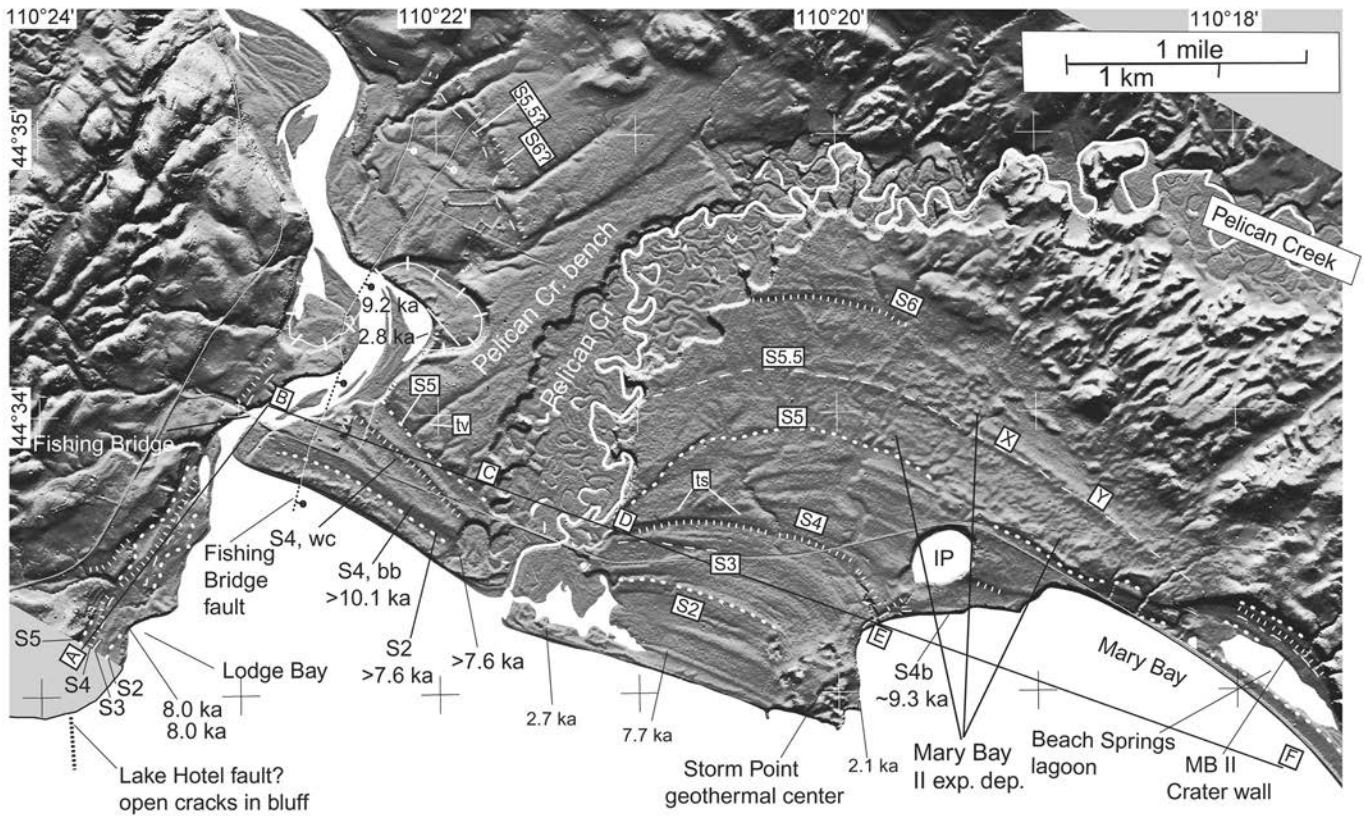 110°24'
110°22'
110°20'
110°18'
1 mile
1 km
44°35'
S5.5?
S6?
Pelican Creek
Pelican Cr. bench
Pelican Cr
9.2 ka
2.8 ka
S6
S5.5
S5
S5
B
44°34'
tv
Fishing Bridge
X
C
Y
ts
S4
D
S4, wc
Fishing
Bridge
fault
S3
IP
S4, bb
>10.1 ka
S2
S2
>7.6 ka
>7.6 ka
E
S5
A
S4
S3
S2
Lodge Bay
8.0 ka
8.0 ka
S4b
~9.3 ka
Mary Bay
2.7 ka
7.7 ka
Lake Hotel fault?
open cracks in bluff
Storm Point
geothermal center
2.1 ka
Mary Bay
II exp. dep.
Beach Springs
lagoon
MB II
Crater wall
F